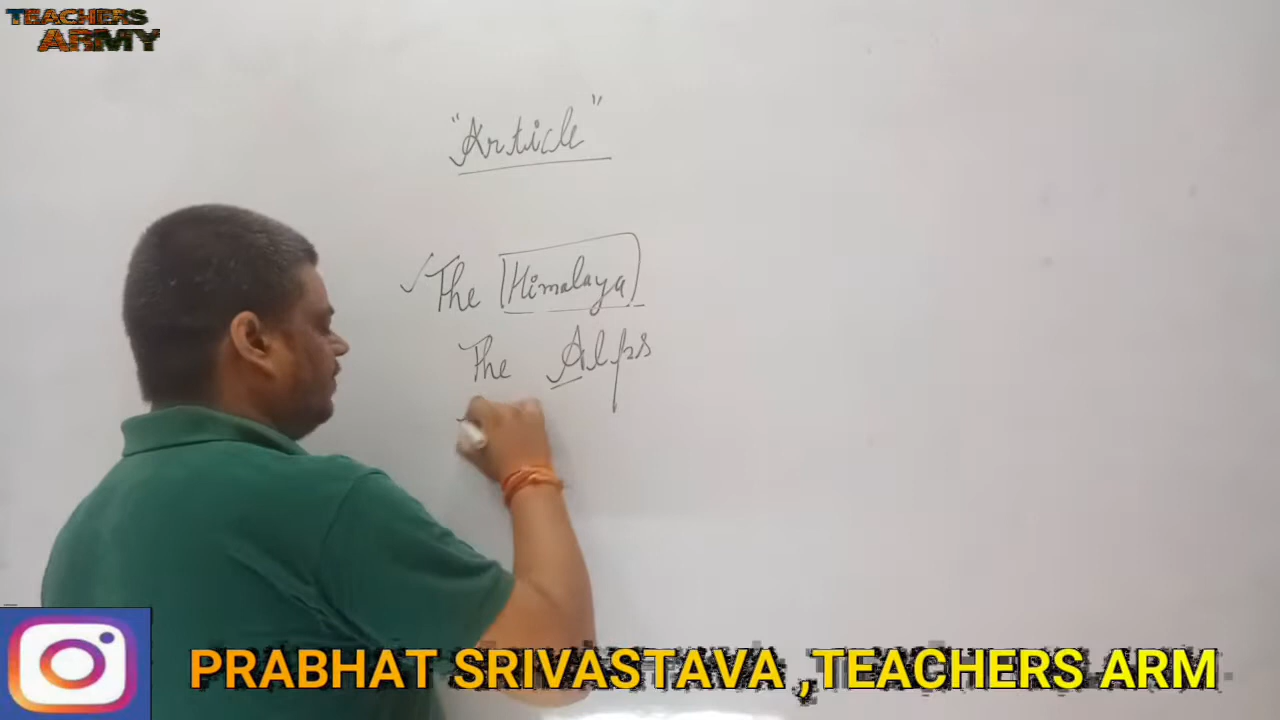 TEACHERS
ARMY
"Article"
The Himalaya
The Alps
PRABHAT SRIVASTAVA ,TEACHERS ARM